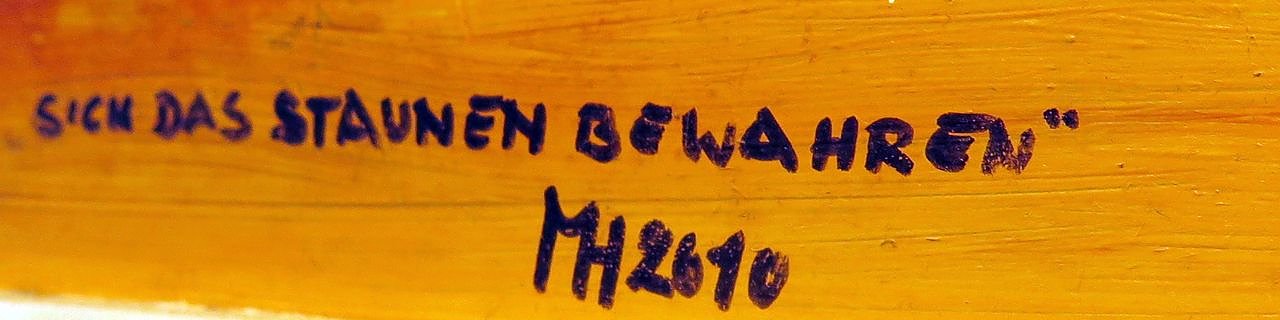 „SICH DAS STAUNEN BEWAHREN“
MH2010